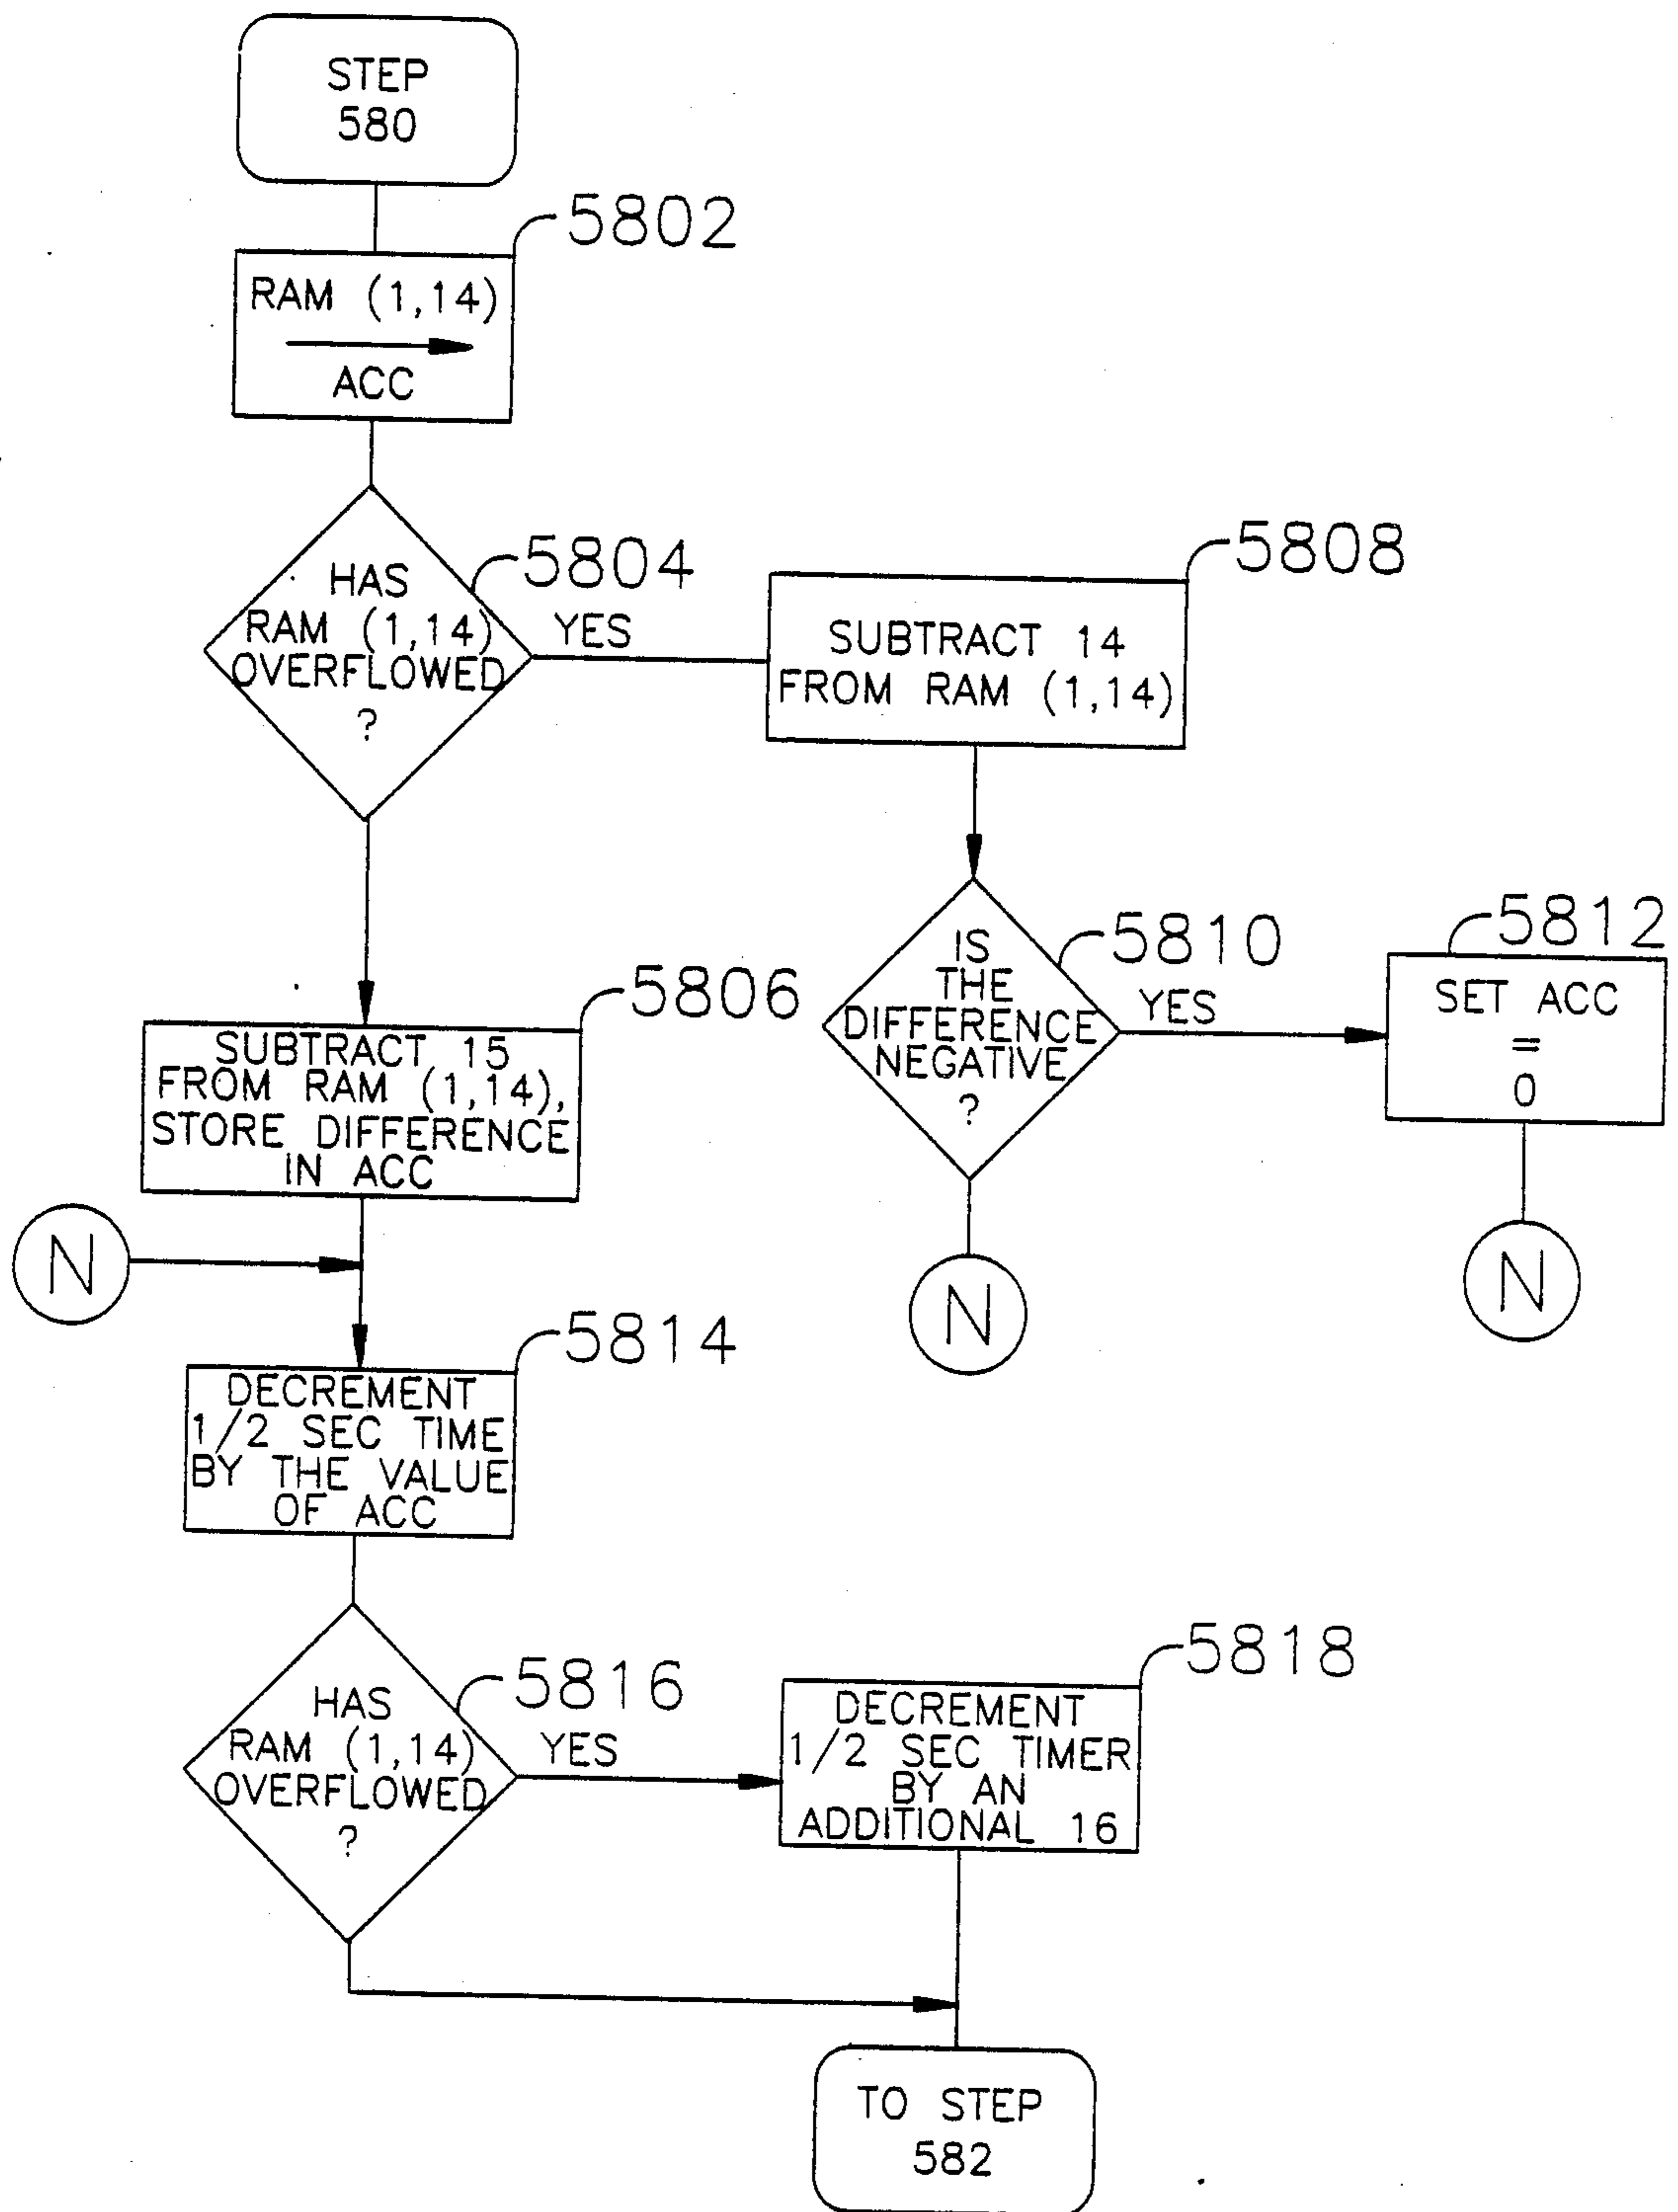 STEP
580
5802
RAM (1,14)
ACC
5804
HAS
RAM (1,14)
OVERFLOWED
?
YES
5808
SUBTRACT 14
FROM RAM (1,14)
5810
IS
THE
DIFFERENCE
NEGATIVE
?
YES
5812
SET ACC
=
0
5806
SUBTRACT 15
FROM RAM (1,14),
STORE DIFFERENCE
IN ACC
N
N
N
5814
DECREMENT
1/2 SEC TIME
BY THE VALUE
OF ACC
5816
HAS
RAM (1,14)
OVERFLOWED
?
YES
5818
DECREMENT
1/2 SEC TIMER
BY AN
ADDITIONAL 16
TO STEP
582